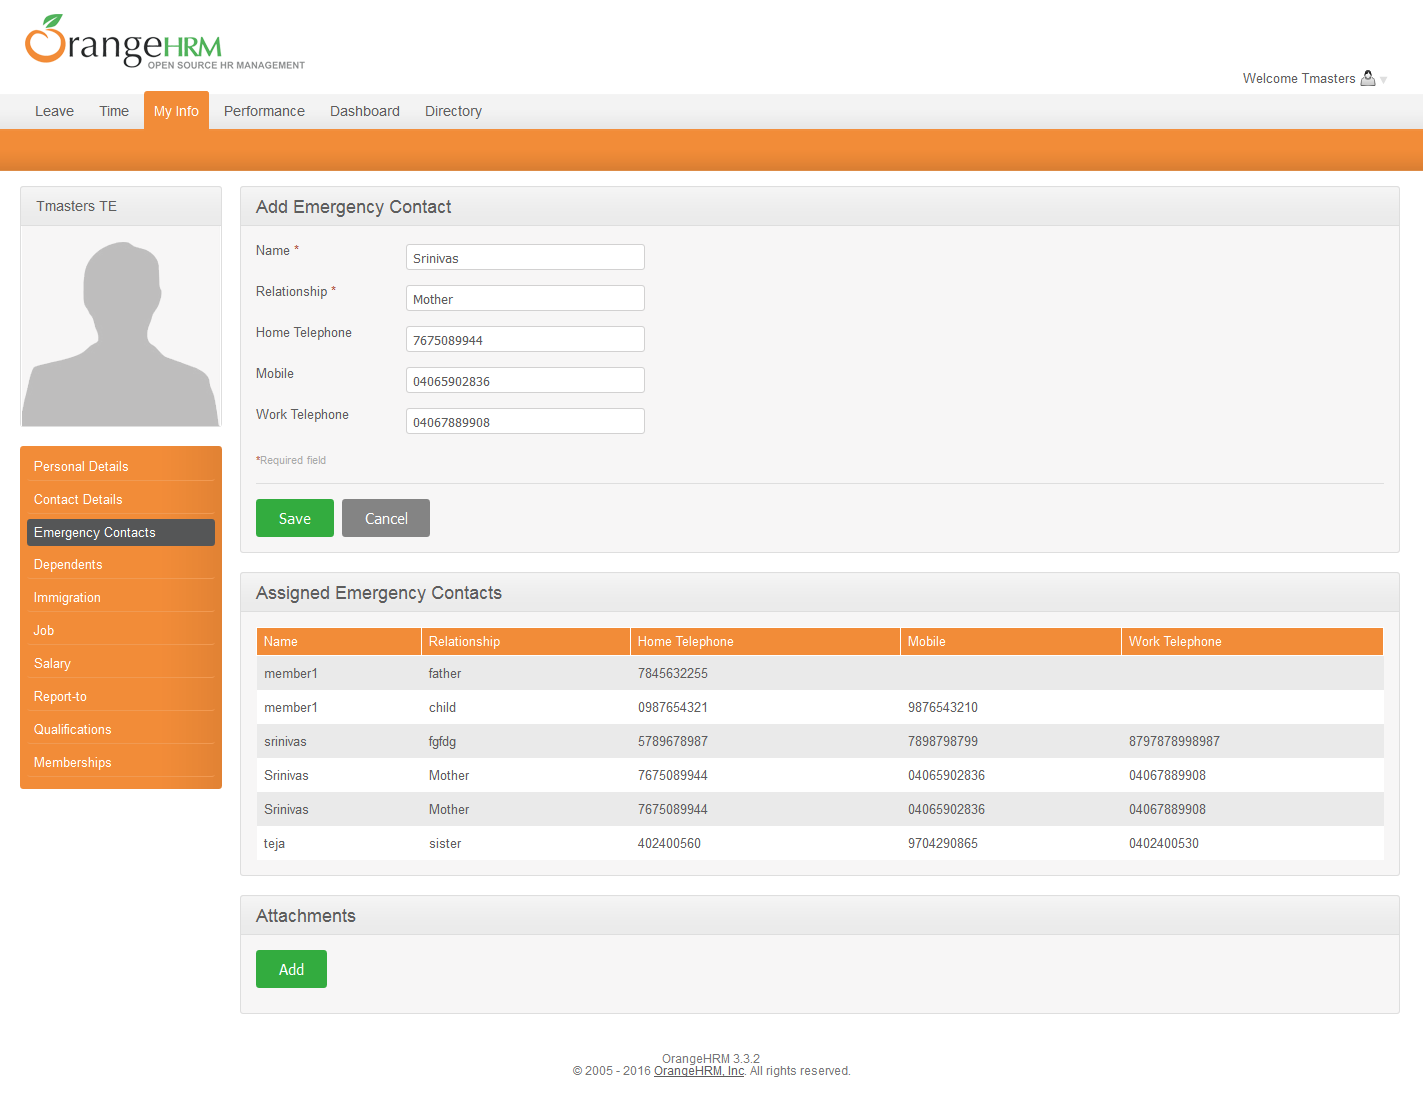 OrangeHRM
OPEN SOURCE HR MANAGEMENT
Welcome Tmasters
Leave Time My Info Performance Dashboard Directory
Tmasters TE
Personal Details
Contact Details
Emergency Contacts
Dependents
Immigration
Job
Salary
Report-to
Qualifications
Memberships
Add Emergency Contact
Name * Srinivas
Relationship * Mother
Home Telephone 7675089944
Mobile 04065902836
Work Telephone 04067889908
*Required field
Save Cancel
Assigned Emergency Contacts
Name Relationship Home Telephone Mobile Work Telephone
member1 father 7845632255
member1 child 0987654321 9876543210
srinivas fgfdg 5789678987 7898798799 8797878998987
Srinivas Mother 7675089944 04065902836 04067889908
Srinivas Mother 7675089944 04065902836 04067889908
teja sister 402400560 9704290865 0402400530
Attachments
Add
OrangeHRM 3.3.2
© 2005 - 2016 OrangeHRM, Inc. All rights reserved.